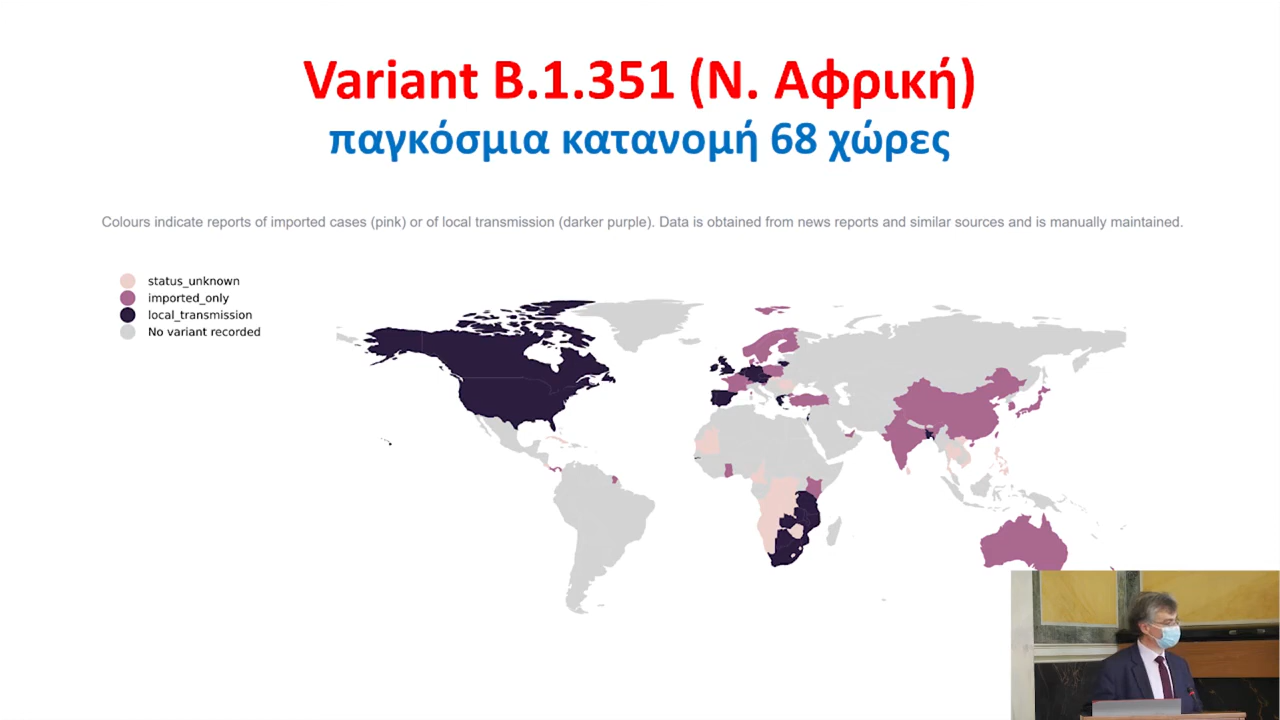 Variant B.1.351 (Ν. Αφρική)
παγκόσμια κατανομή 68 χώρες
Colours indicate reports of imported cases (pink) or of local transmission (darker purple). Data is obtained from news reports and similar sources and is manually maintained.
status_unknown
imported_only
local_transmission
No variant recorded